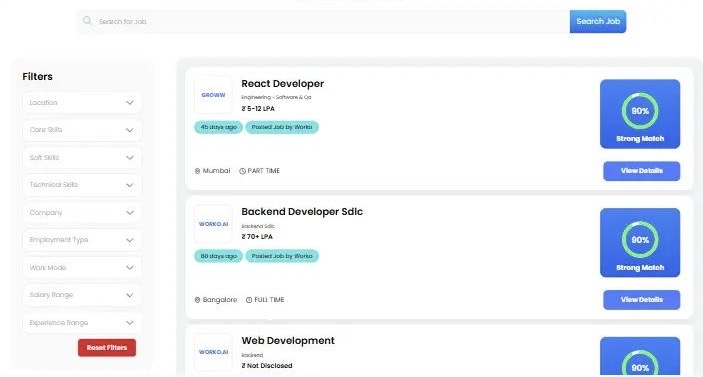 Search for Job
Search Job
Filters
Location
Core Skills
Soft Skills
Technical Skills
Company
Employment Type
Work Mode
Salary Range
Experience Range
Reset Filters
GROWW
React Developer
Engineering - Software & Qa
₹ 5-12 LPA
45 days ago
Posted Job by Worko
Mumbai
PART TIME
90%
Strong Match
View Details
WORKO.AI
Backend Developer Sdlc
Backend Sdlc
₹ 70+ LPA
88 days ago
Posted Job by Worko
Bangalore
FULL TIME
90%
Strong Match
View Details
WORKO.AI
Web Development
Backend
₹ Not Disclosed
90%